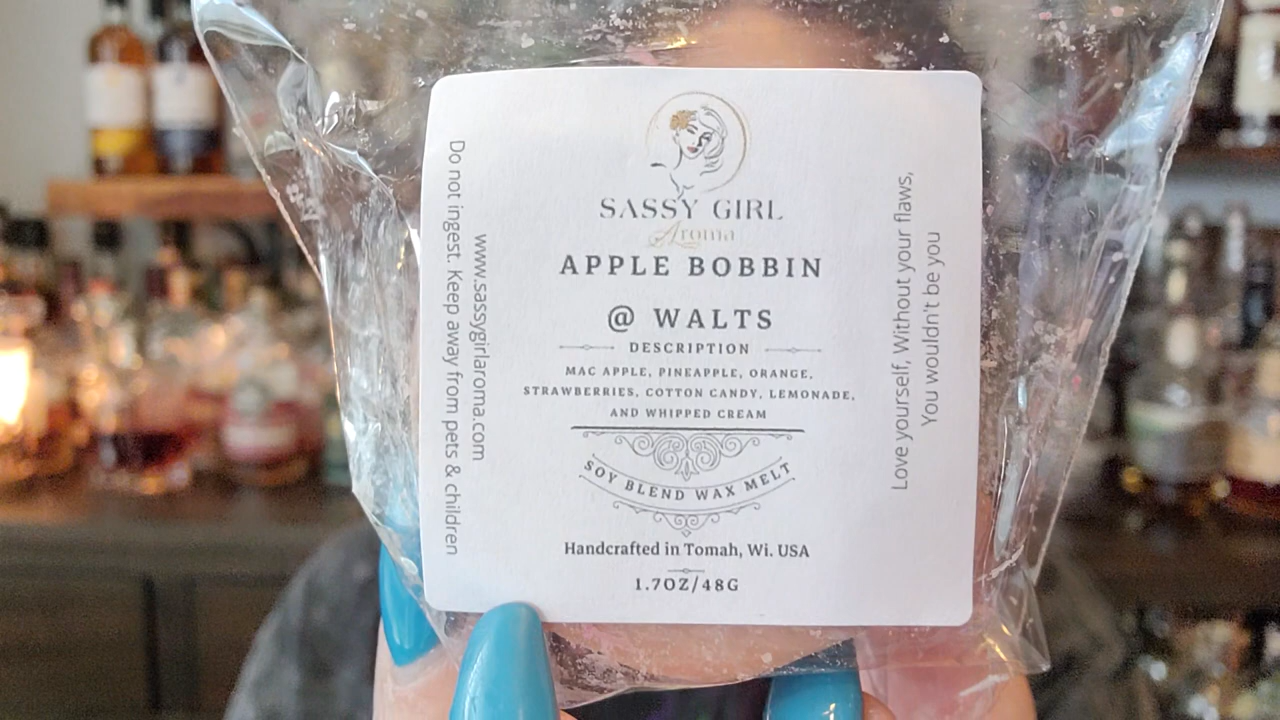 SASSY GIRL
Aroma
APPLE BOBBIN
@ WALTS
DESCRIPTION
MAC APPLE, PINEAPPLE, ORANGE,
STRAWBERRIES, COTTON CANDY, LEMONADE,
AND WHIPPED CREAM
SOY BLEND WAX MELT
Handcrafted in Tomah, Wi. USA
1.7OZ/48G
Do not ingest. Keep away from pets & children
www.sassygirlaroma.com
Love yourself, Without your flaws,
You wouldn't be you